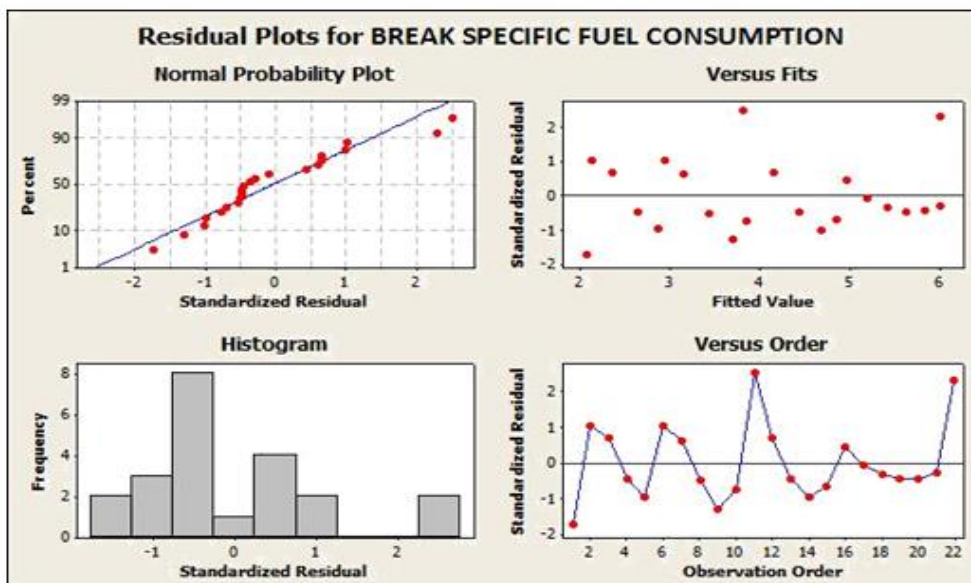 Residual Plots for BREAK SPECIFIC FUEL CONSUMPTION
Normal Probability Plot
99
90
50
10
1
Percent
-2 -1 0 1 2
Standardized Residual
Versus Fits
2
1
0
-1
-2
Standardized Residual
2 3 4 5 6
Fitted Value
Histogram
8
6
4
2
0
Frequency
-1 0 1 2
Standardized Residual
Versus Order
2
1
0
-1
-2
Standardized Residual
2 4 6 8 10 12 14 16 18 20 22
Observation Order